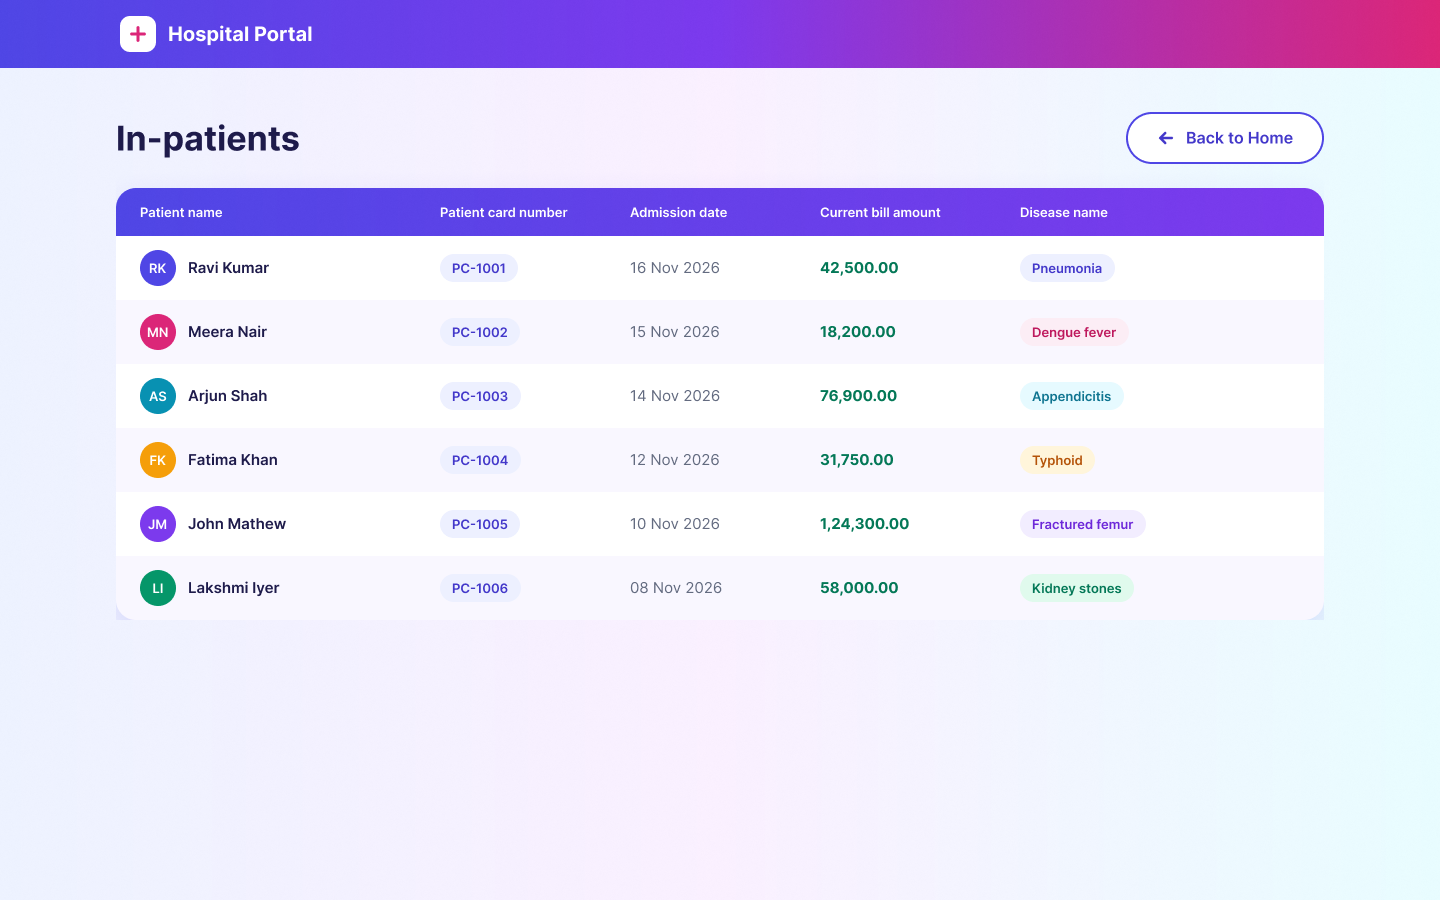 Hospital Portal
In-patients
Back to Home
Patient name Patient card number Admission date Current bill amount Disease name
RK Ravi Kumar PC-1001 16 Nov 2026 42,500.00 Pneumonia
MN Meera Nair PC-1002 15 Nov 2026 18,200.00 Dengue fever
AS Arjun Shah PC-1003 14 Nov 2026 76,900.00 Appendicitis
FK Fatima Khan PC-1004 12 Nov 2026 31,750.00 Typhoid
JM John Mathew PC-1005 10 Nov 2026 1,24,300.00 Fractured femur
LI Lakshmi Iyer PC-1006 08 Nov 2026 58,000.00 Kidney stones